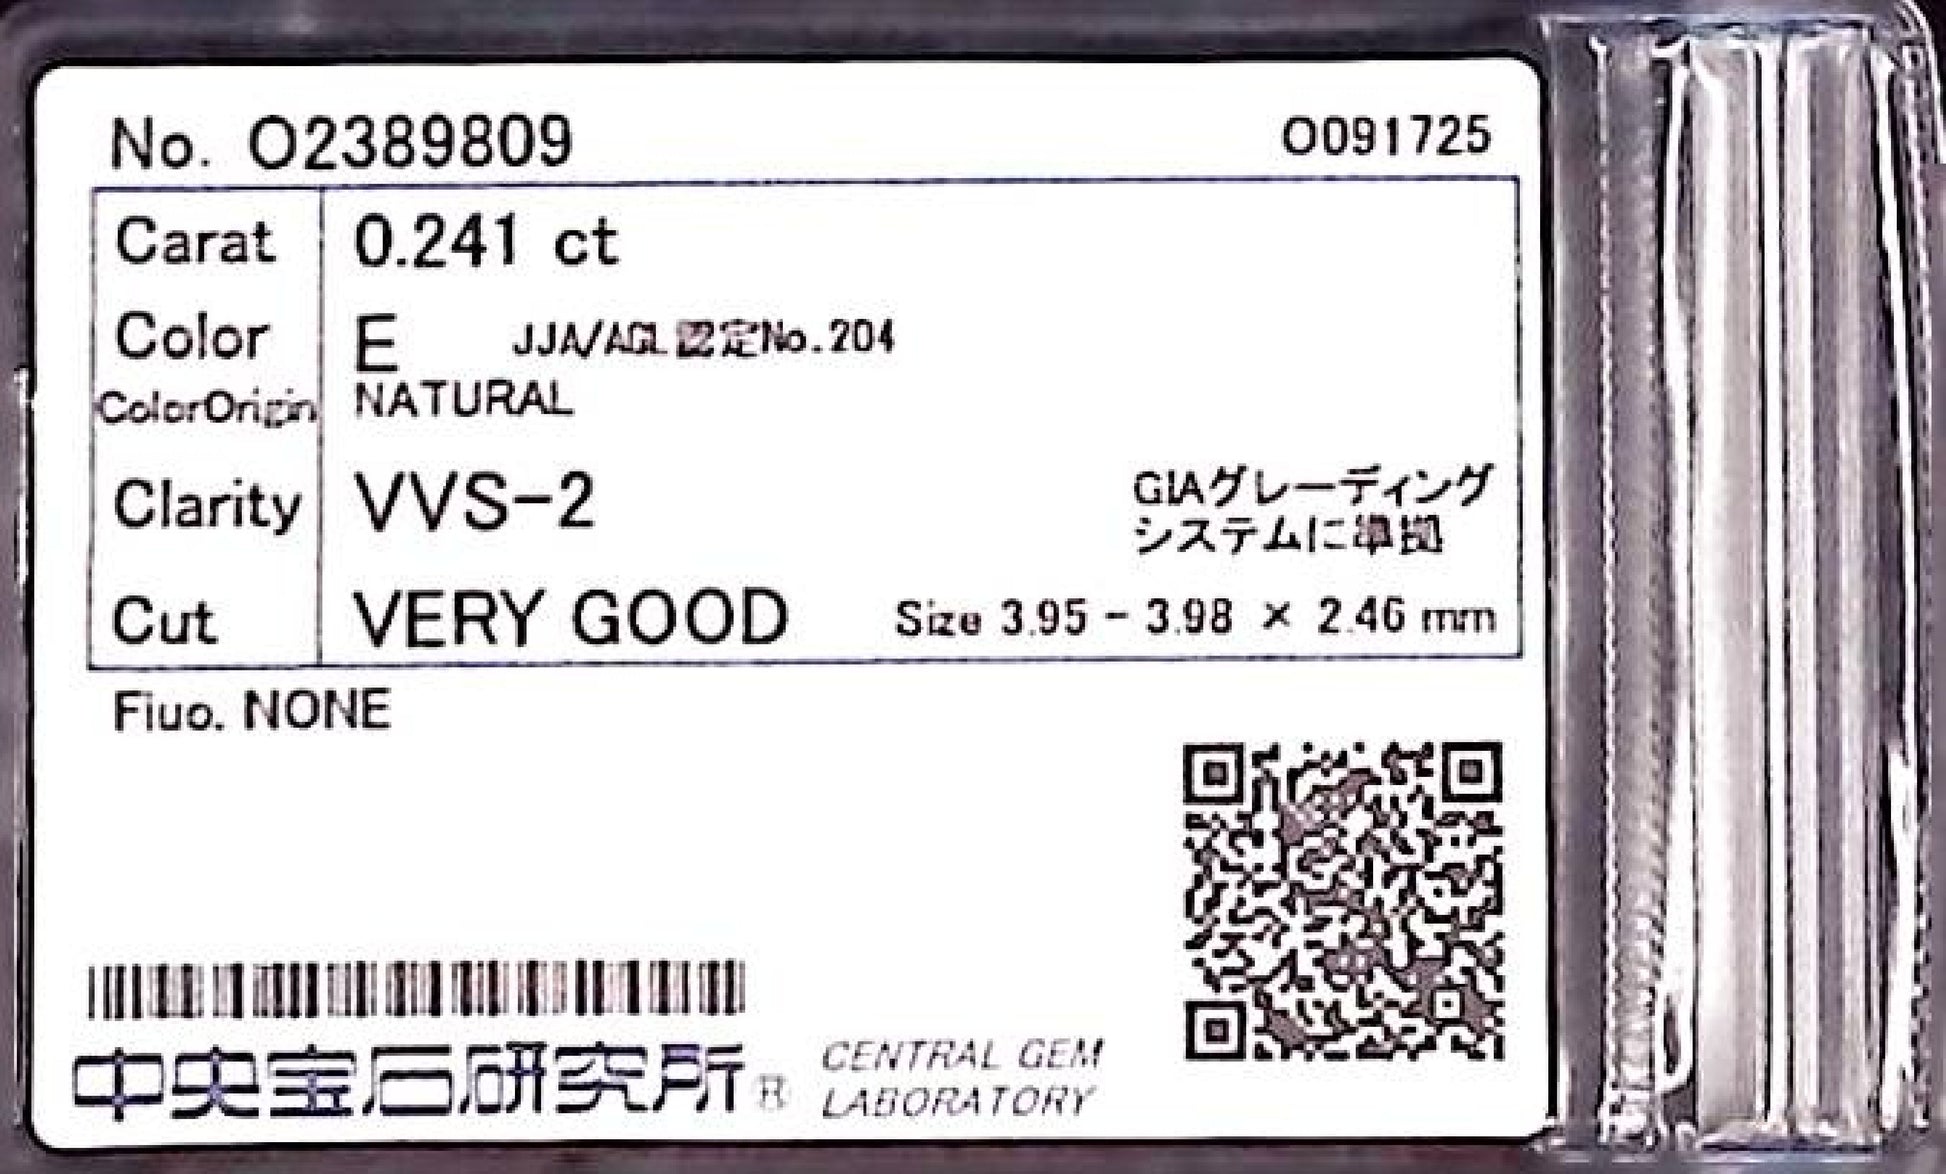 No. O2389809 O091725
Carat 0.241 ct
Color E JJA/AGL認定No.204
ColorOrigin NATURAL
Clarity VVS-2
GIAグレーディング
システムに準拠
Cut VERY GOOD Size 3.95 - 3.98 × 2.46 mm
Fluo. NONE
中央宝石研究所® CENTRAL GEM
LABORATORY